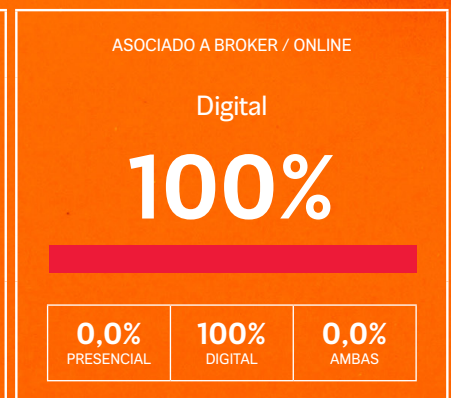 ASOCIADO A BROKER / ONLINE
Digital
100%
0,0% 100% 0,0%
PRESENCIAL DIGITAL AMBAS